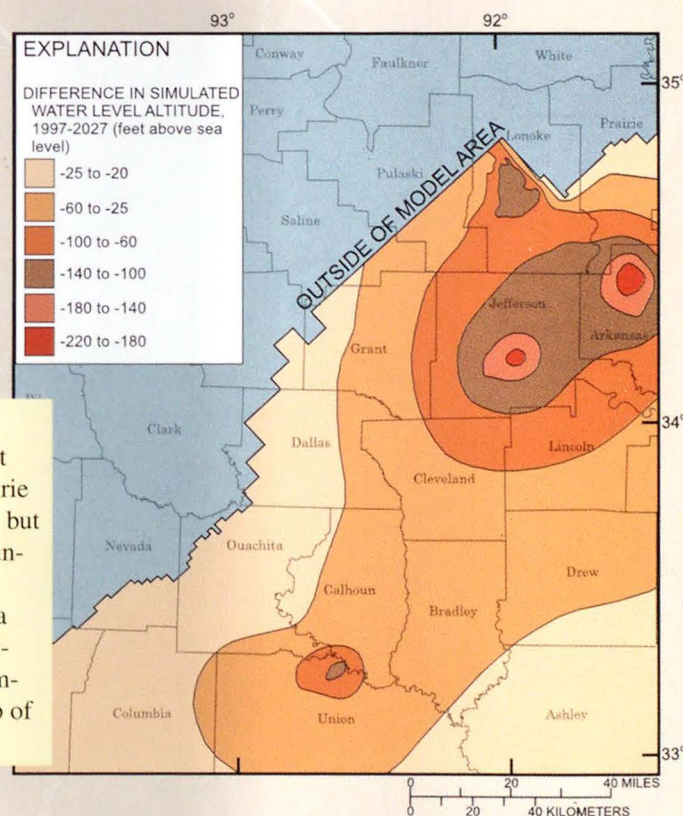 93°
92°
EXPLANATION
DIFFERENCE IN SIMULATED
WATER LEVEL ALTITUDE,
1997-2027 (feet above sea
level)
-25 to -20
-60 to -25
-100 to -60
-140 to -100
-180 to -140
-220 to -180
Conway
Faulkner
White
35°
Perry
Lonoke
Prairie
Pulaski
OUTSIDE OF MODEL AREA
Saline
Jefferson
Arkansas
Grant
34°
Clark
Dallas
Lincoln
Cleveland
Nevada
Ouachita
Calhoun
Drew
Bradley
Columbia
Union
Ashley
33°
t
rie
but
n-
a
-
m-
of
0 20 40 MILES
0 20 40 KILOMETERS